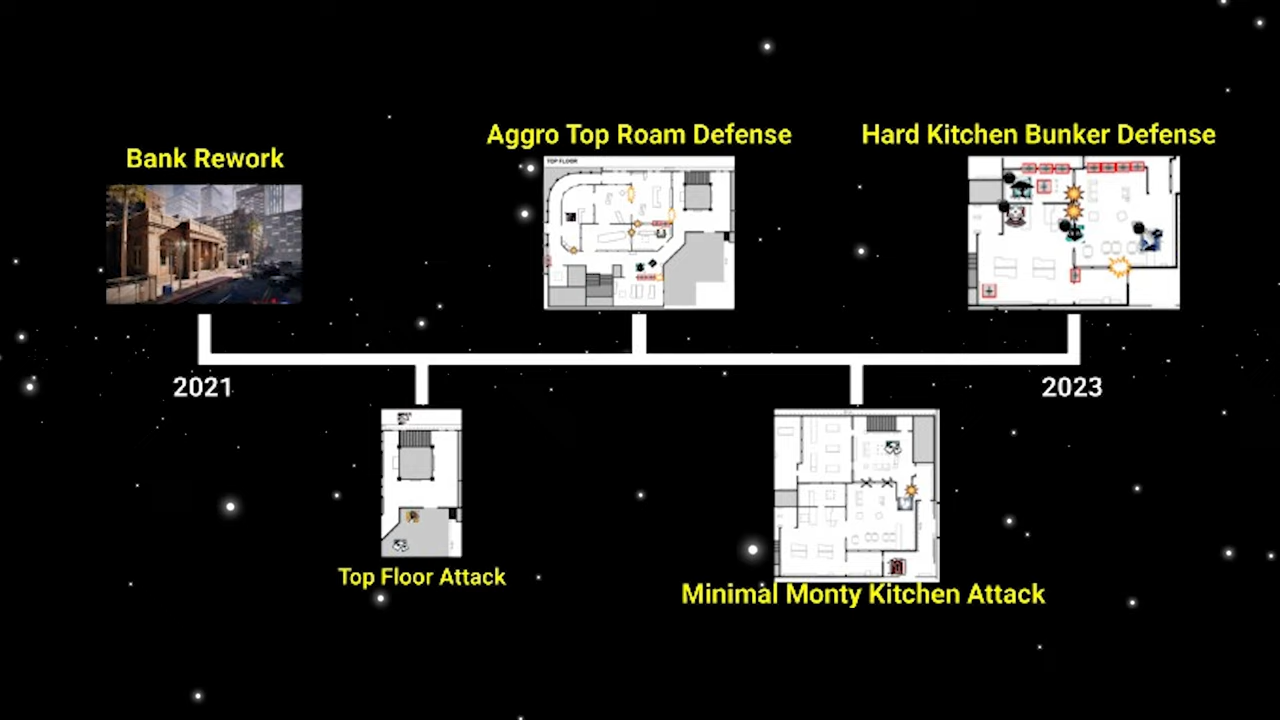 Aggro Top Roam Defense
Hard Kitchen Bunker Defense
Bank Rework
TOP FLOOR
2021
2023
Top Floor Attack
Minimal Monty Kitchen Attack